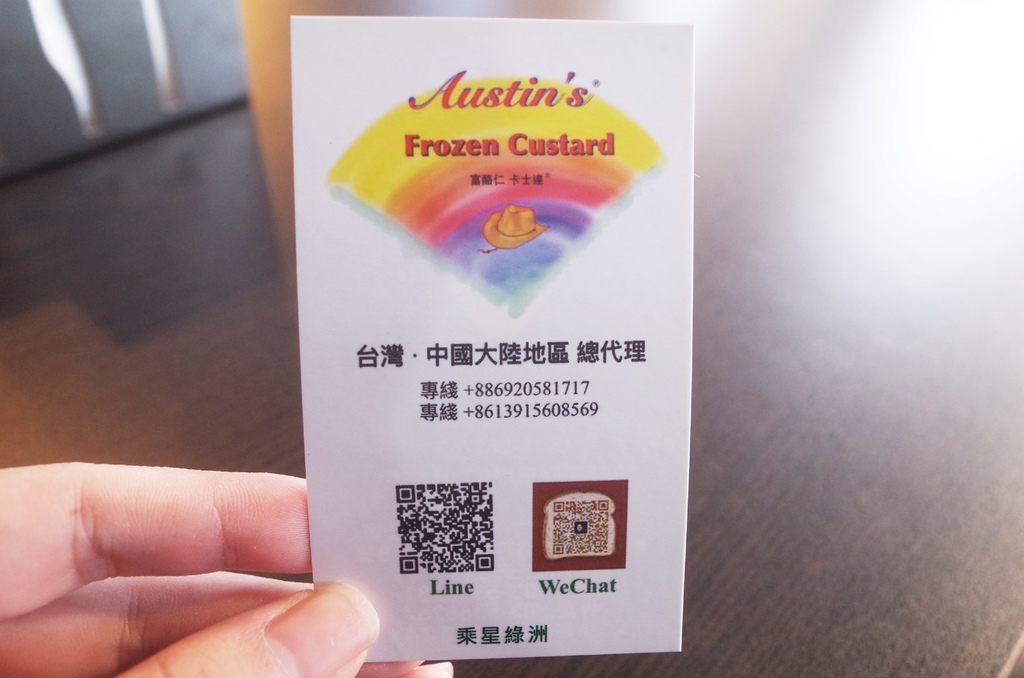 Austin's®
Frozen Custard
富酪仁 卡士達®
台灣·中國大陸地區 總代理
專綫 +886920581717
專綫 +8613915608569
Line WeChat
乘星綠洲